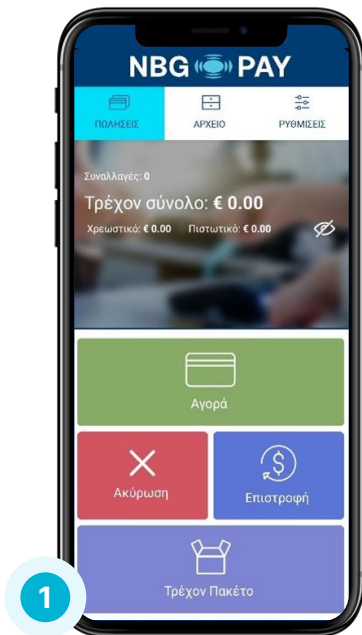 NBG PAY
ΠΩΛΗΣΕΙΣ ΑΡΧΕΙΟ ΡΥΘΜΙΣΕΙΣ
Συναλλαγές: 0
Τρέχον σύνολο: € 0.00
Χρεωστικό: € 0.00 Πιστωτικό: € 0.00
Αγορά
Ακύρωση Επιστροφή
Τρέχον Πακέτο
1